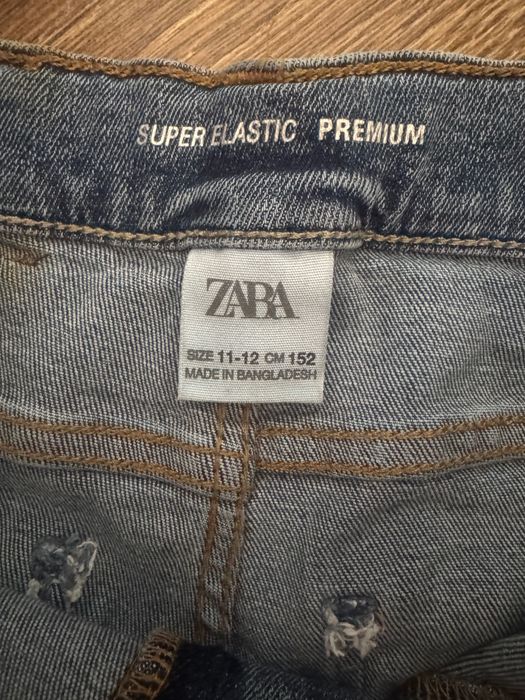 SUPER ELASTIC PREMIUM
ZARA
SIZE 11-12 CM 152
MADE IN BANGLADESH